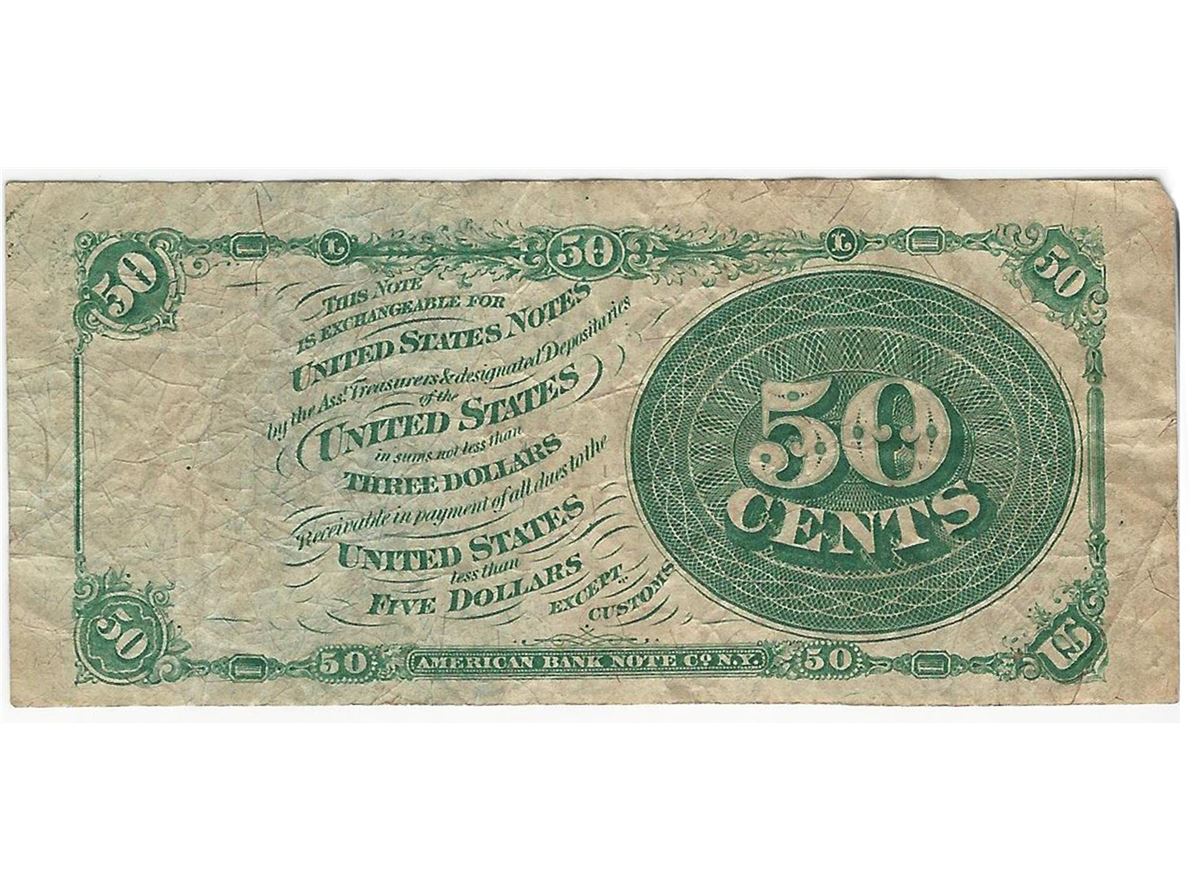 50 L 50 L 50
THIS NOTE
IS EXCHANGEABLE FOR
UNITED STATES NOTES
by the Asst. Treasurers & designated Depositaries
of the
UNITED STATES
in sums not less than
THREE DOLLARS
Receivable in payment of all dues to the
UNITED STATES
less than
FIVE DOLLARS
EXCEPT
CUSTOMS
50
CENTS
50 50 AMERICAN BANK NOTE CO. N.Y. 50 US